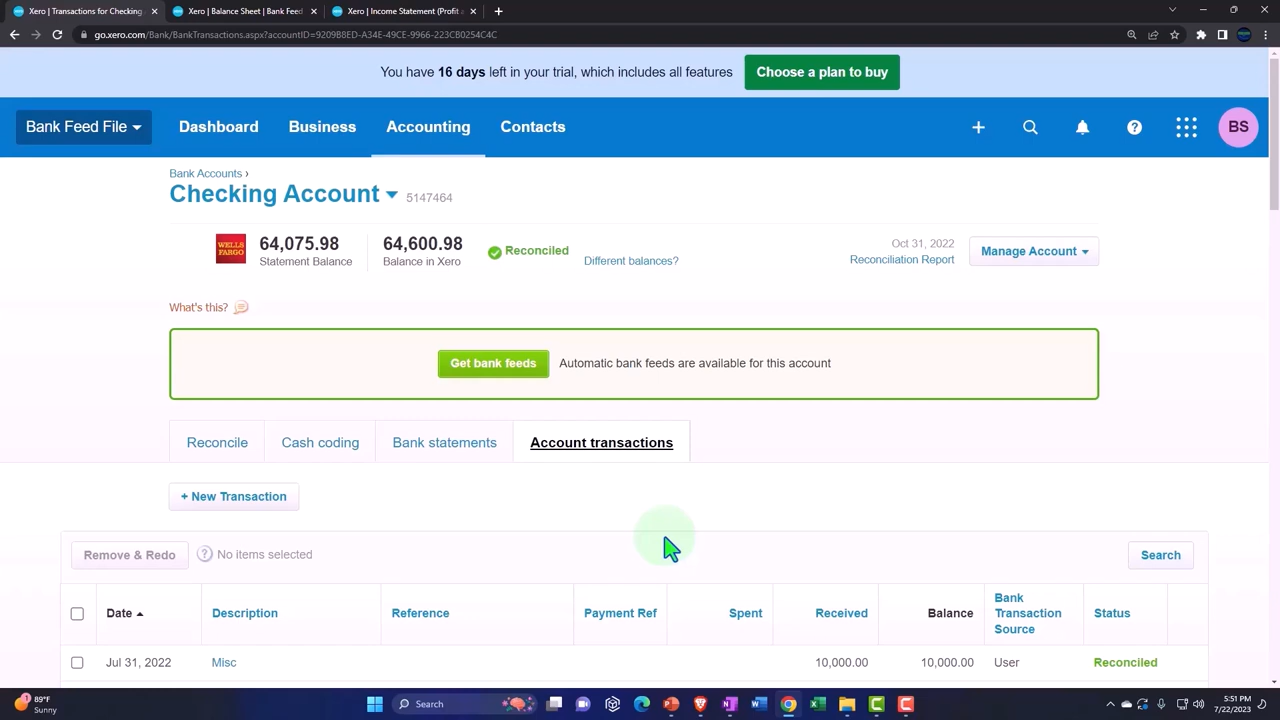 Xero | Transactions for Checking
Xero | Balance Sheet | Bank Feed
Xero | Income Statement (Profit a
go.xero.com/Bank/BankTransactions.aspx?accountID=9209B8ED-A34E-49CE-9966-223CB0254C4C
You have 16 days left in your trial, which includes all features
Choose a plan to buy
Bank Feed File
Dashboard
Business
Accounting
Contacts
BS
Bank Accounts ›
Checking Account
5147464
WELLS FARGO
64,075.98
Statement Balance
64,600.98
Balance in Xero
Reconciled
Different balances?
Oct 31, 2022
Reconciliation Report
Manage Account
What's this?
Get bank feeds
Automatic bank feeds are available for this account
Reconcile
Cash coding
Bank statements
Account transactions
+ New Transaction
Remove & Redo
? No items selected
Search
Date
Description
Reference
Payment Ref
Spent
Received
Balance
Bank
Transaction
Source
Status
Jul 31, 2022
Misc
10,000.00
10,000.00
User
Reconciled
89°F
Sunny
Search
5:51 PM
7/22/2023